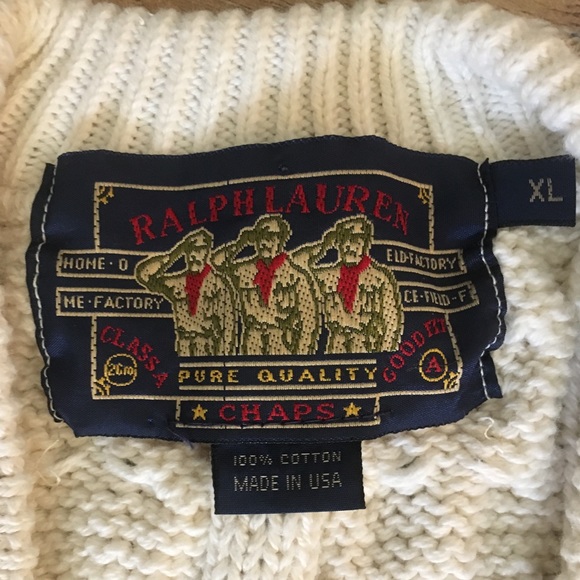 RALPH LAUREN
XL
HOME · O
ELD·FACTORY
ME · FACTORY
CE·FIELD·F
CLASS A
GOOD FIT
A
PURE QUALITY
★ CHAPS ★
100% COTTON
MADE IN USA